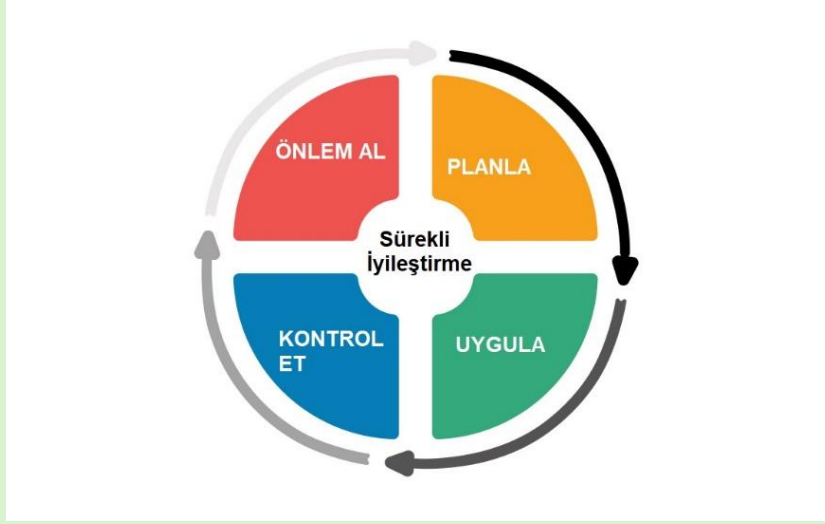 ÖNLEM AL
PLANLA
Sürekli
İyileştirme
KONTROL
ET
UYGULA